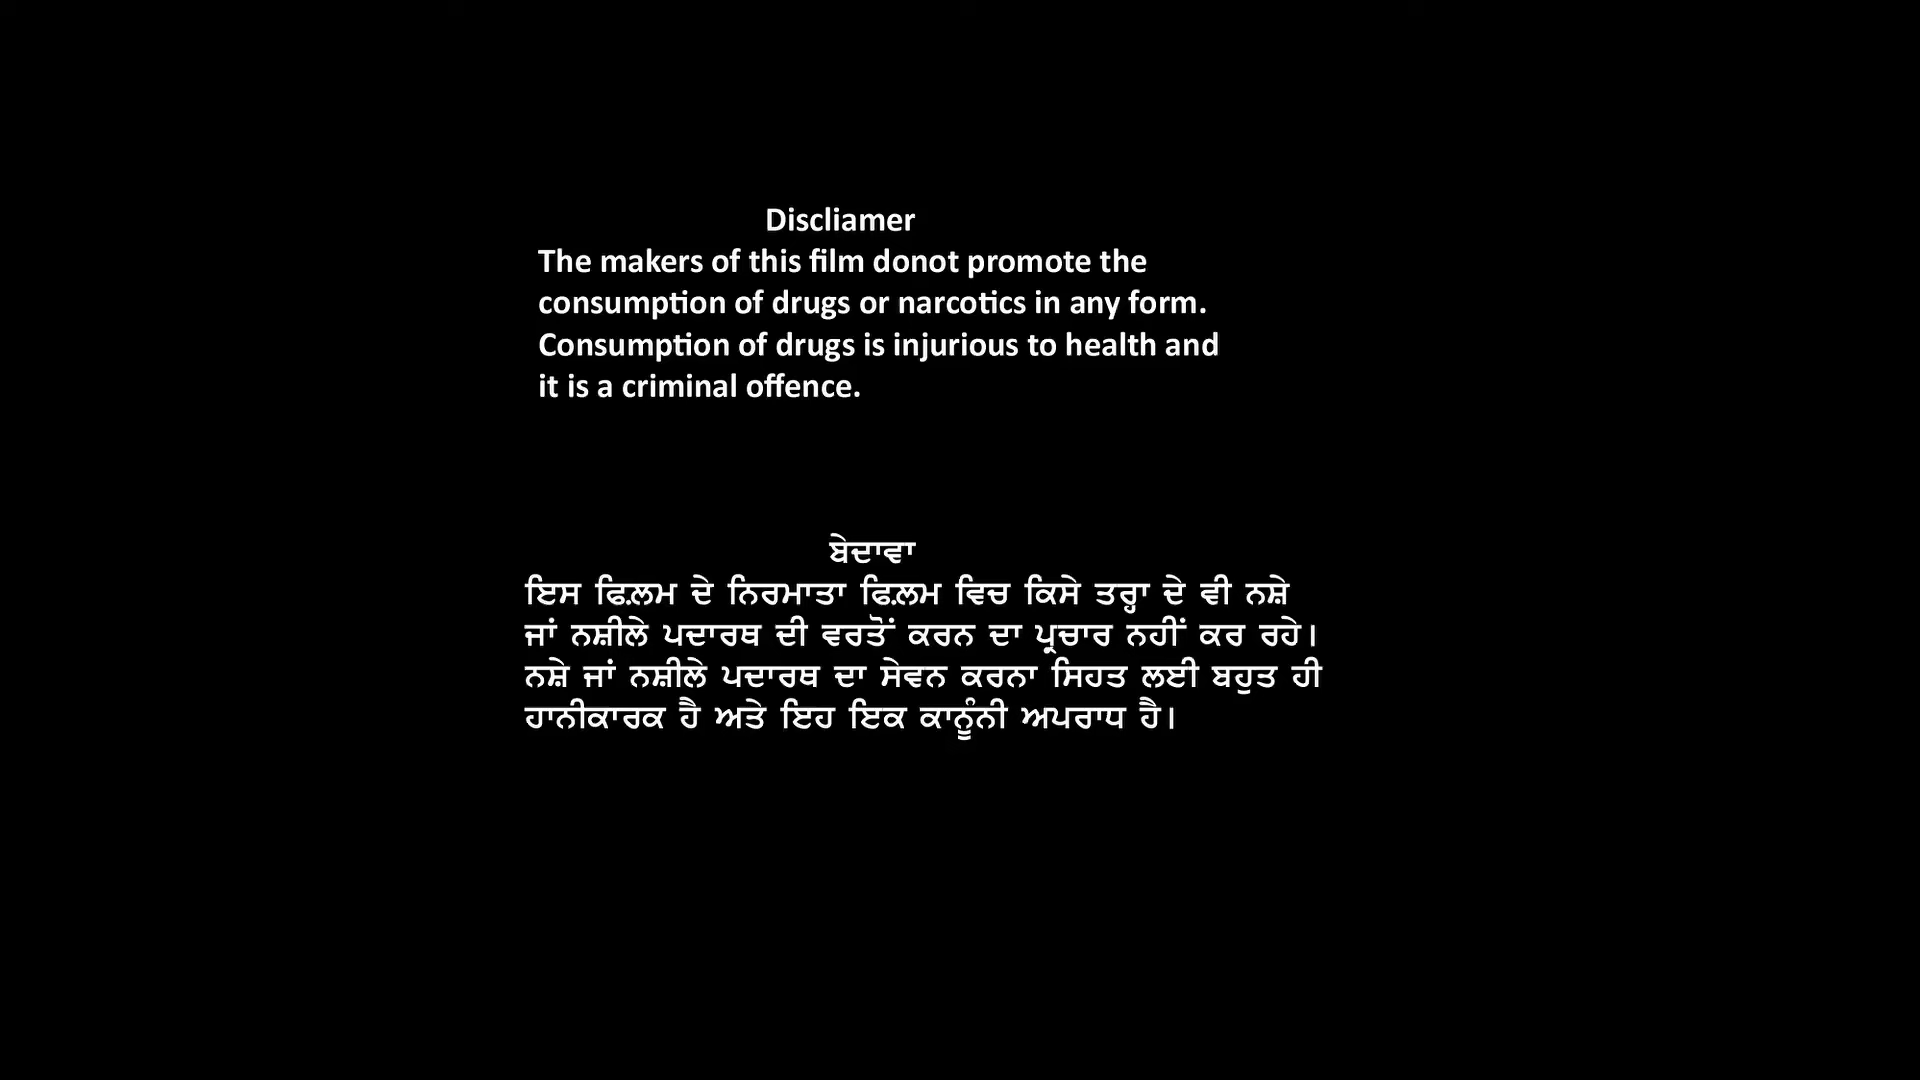 Discliamer
The makers of this film donot promote the
consumption of drugs or narcotics in any form.
Consumption of drugs is injurious to health and
it is a criminal offence.
ਬੇਦਾਵਾ
ਇਸ ਫਿਲਮ ਦੇ ਨਿਰਮਾਤਾ ਫਿਲਮ ਵਿਚ ਕਿਸੇ ਤਰ੍ਹਾ ਦੇ ਵੀ ਨਸ਼ੇ
ਜਾਂ ਨਸ਼ੀਲੇ ਪਦਾਰਥ ਦੀ ਵਰਤੋਂ ਕਰਨ ਦਾ ਪ੍ਰਚਾਰ ਨਹੀਂ ਕਰ ਰਹੇ।
ਨਸ਼ੇ ਜਾਂ ਨਸ਼ੀਲੇ ਪਦਾਰਥ ਦਾ ਸੇਵਨ ਕਰਨਾ ਸਿਹਤ ਲਈ ਬਹੁਤ ਹੀ
ਹਾਨੀਕਾਰਕ ਹੈ ਅਤੇ ਇਹ ਇਕ ਕਾਨੂੰਨੀ ਅਪਰਾਧ ਹੈ।